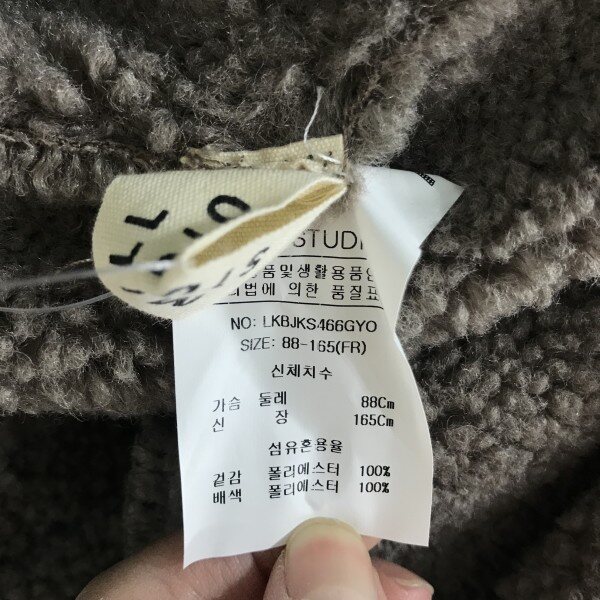 STUDI
품및생활용품안
의법에 의한 품질표
NO: LKBJKS466GYO
SIZE: 88-165(FR)
신체치수
가슴 둘레 88Cm
신 장 165Cm
섬유혼용율
겉감 폴리에스터 100%
배색 폴리에스터 100%